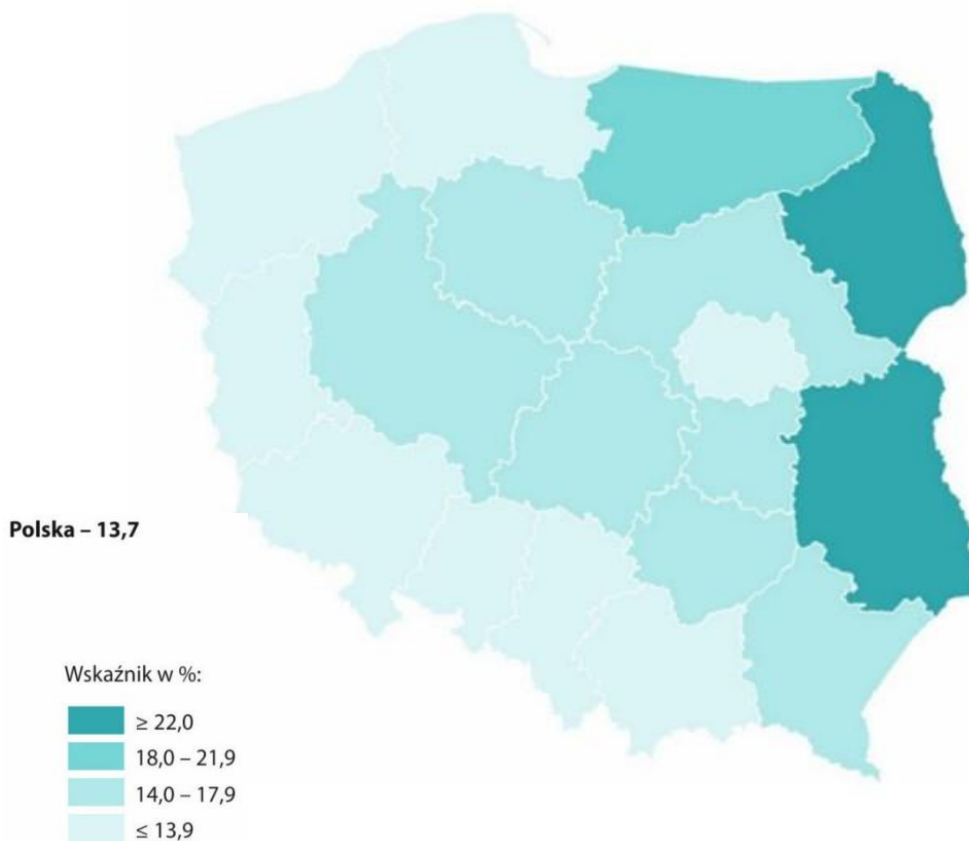 Polska – 13,7
Wskaźnik w %:
≥ 22,0
18,0 – 21,9
14,0 – 17,9
≤ 13,9